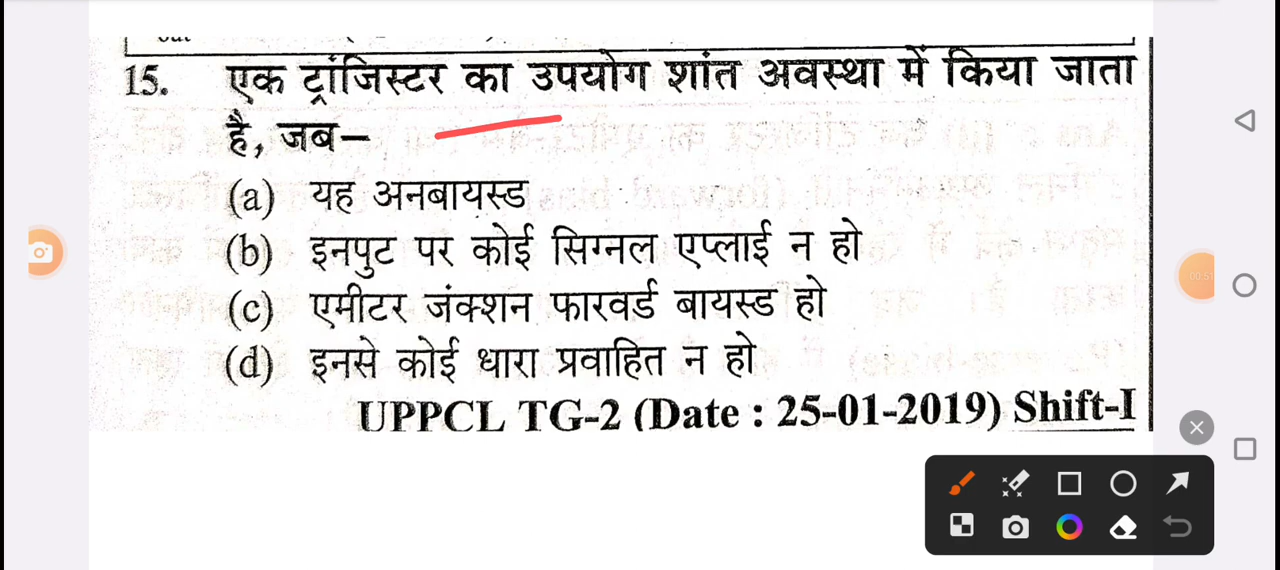 15. एक ट्रांजिस्टर का उपयोग शांत अवस्था में किया जाता
है, जब–
(a) यह अनबायस्ड
(b) इनपुट पर कोई सिग्नल एप्लाई न हो
(c) एमीटर जंक्शन फारवर्ड बायस्ड हो
(d) इनसे कोई धारा प्रवाहित न हो
UPPCL TG-2 (Date : 25-01-2019) Shift-I